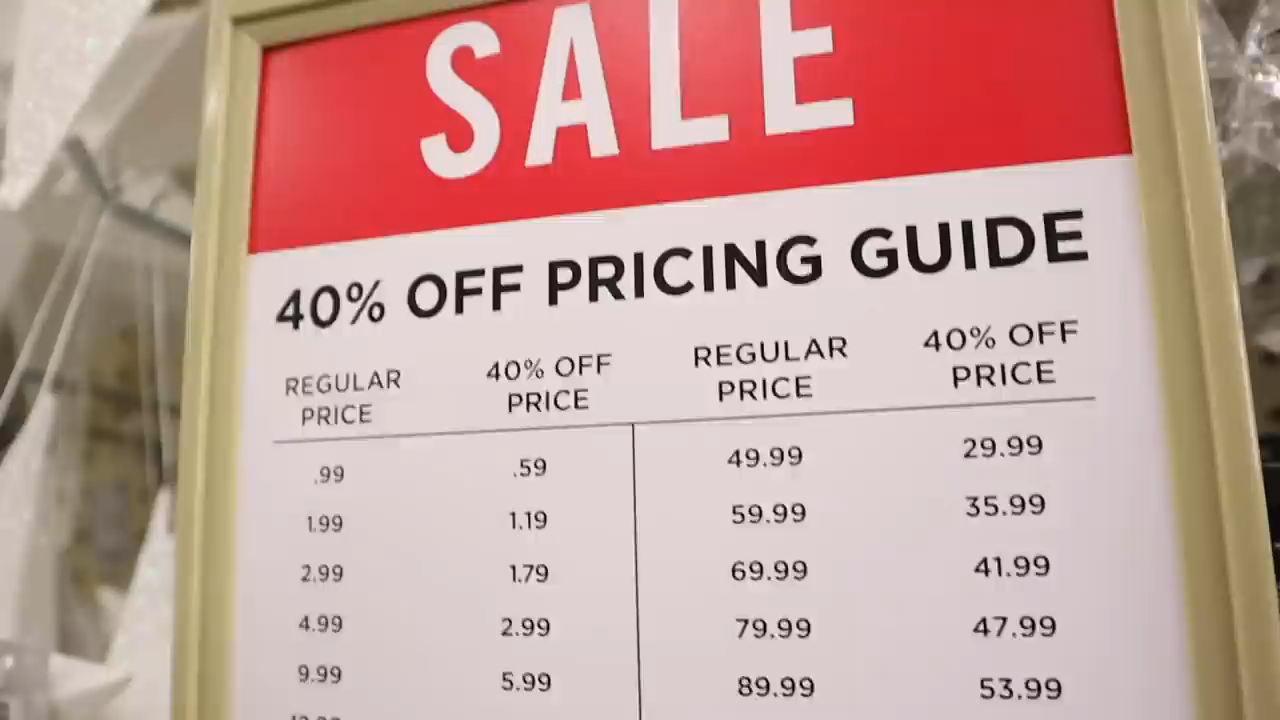 SALE
40% OFF PRICING GUIDE
REGULAR PRICE 40% OFF PRICE REGULAR PRICE 40% OFF PRICE
.99 .59 49.99 29.99
1.99 1.19 59.99 35.99
2.99 1.79 69.99 41.99
4.99 2.99 79.99 47.99
9.99 5.99 89.99 53.99